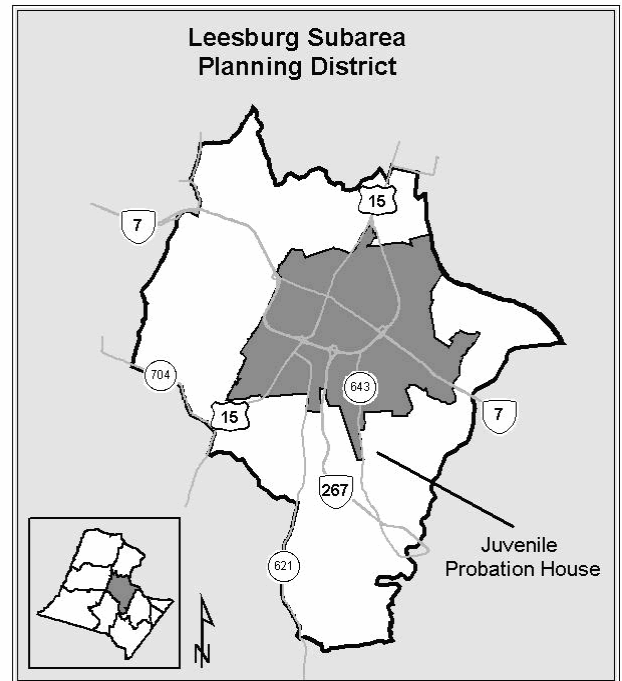 Leesburg Subarea
Planning District
15
7
704
643
15
7
267
Juvenile
Probation House
621
N